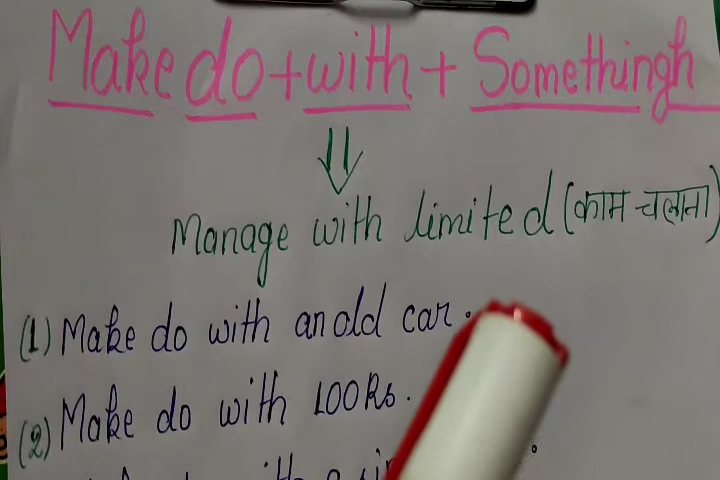 Make do + with + Somethingh
⇓
Manage with limited (काम चलाना)
(1) Make do with an old car.
(2) Make do with 100Rs.